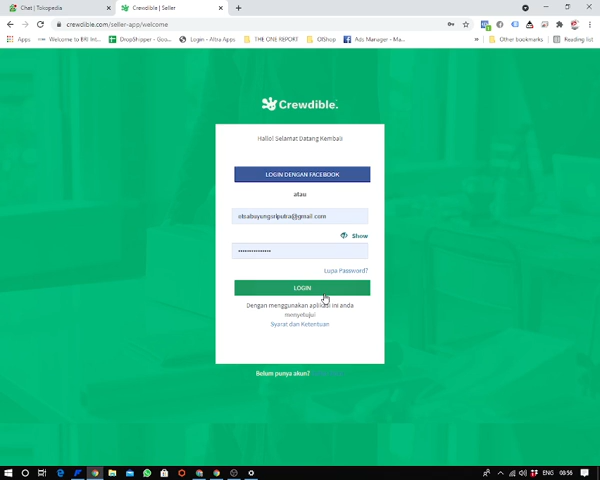 Chat | Tokopedia
Crewdible | Seller
crewdible.com/seller-app/welcome
Apps
Welcome to BRI Int...
DropShipper - Goo...
Login - Altra Apps
THE ONE REPORT
OlShop
Ads Manager - Ma...
»
Other bookmarks
Reading list
Crewdible.
Hallo! Selamat Datang Kembali
LOGIN DENGAN FACEBOOK
atau
Show
Lupa Password?
LOGIN
Dengan menggunakan aplikasi ini anda
menyetujui
Syarat dan Ketentuan
Belum punya akun?
ENG
08:56